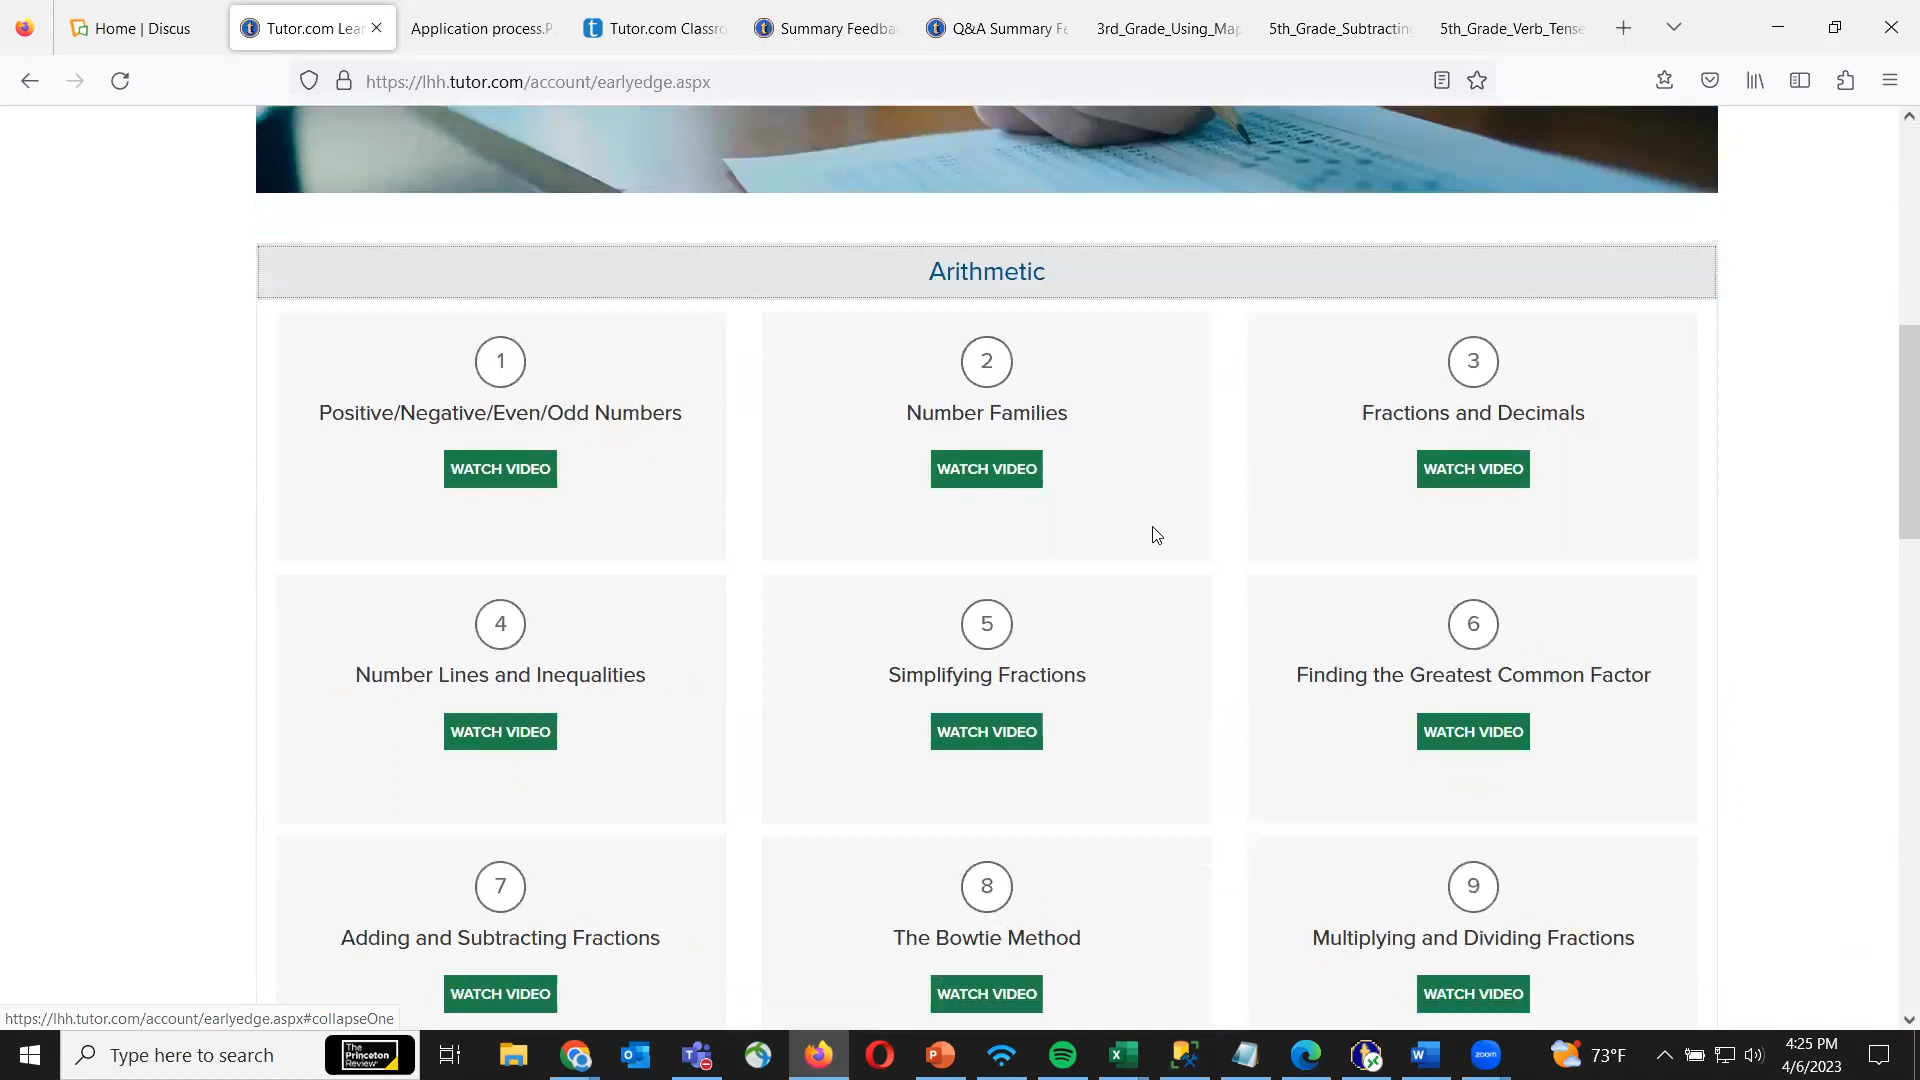 Home | Discus
Tutor.com Lear
Application process.P
Tutor.com Classro
Summary Feedba
Q&A Summary Fe
3rd_Grade_Using_Map
5th_Grade_Subtractin
5th_Grade_Verb_Tense
https://lhh.tutor.com/account/earlyedge.aspx
Arithmetic
1
2
3
Positive/Negative/Even/Odd Numbers
Number Families
Fractions and Decimals
WATCH VIDEO
WATCH VIDEO
WATCH VIDEO
4
5
6
Number Lines and Inequalities
Simplifying Fractions
Finding the Greatest Common Factor
WATCH VIDEO
WATCH VIDEO
WATCH VIDEO
7
8
9
Adding and Subtracting Fractions
The Bowtie Method
Multiplying and Dividing Fractions
WATCH VIDEO
WATCH VIDEO
WATCH VIDEO
https://lhh.tutor.com/account/earlyedge.aspx#collapseOne
Type here to search
The
Princeton
Review
zoom
73°F
4:25 PM
4/6/2023